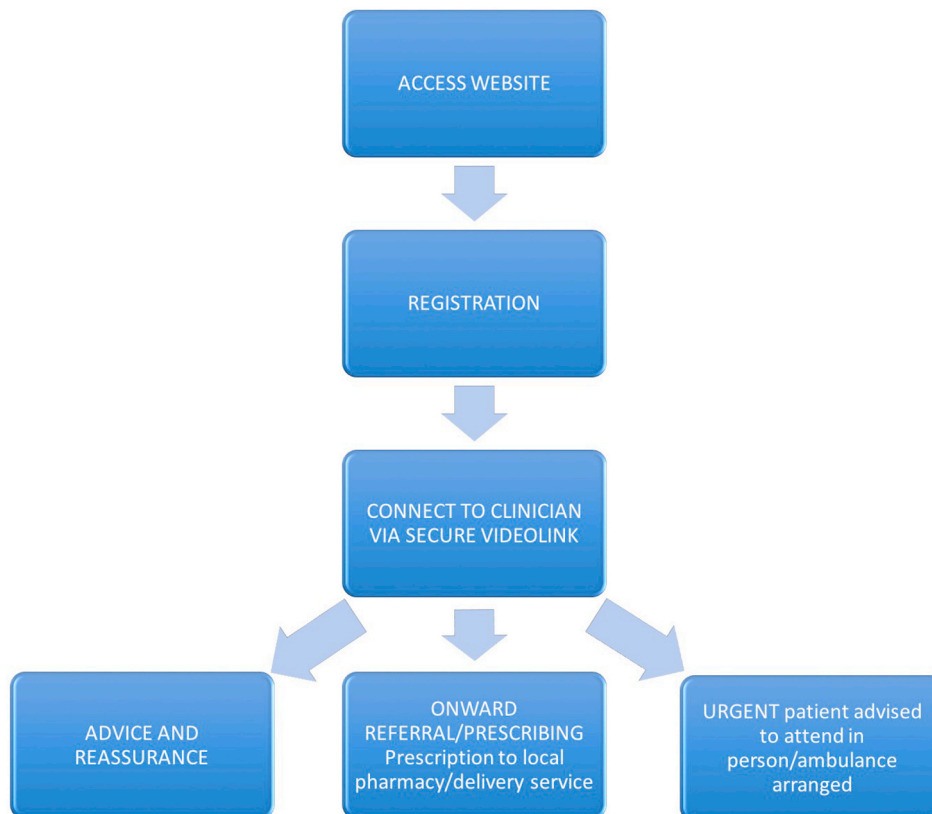 ACCESS WEBSITE
REGISTRATION
CONNECT TO CLINICIAN
VIA SECURE VIDEOLINK
ADVICE AND
REASSURANCE
ONWARD
REFERRAL/PRESCRIBING
Prescription to local
pharmacy/delivery service
URGENT patient advised
to attend in
person/ambulance
arranged